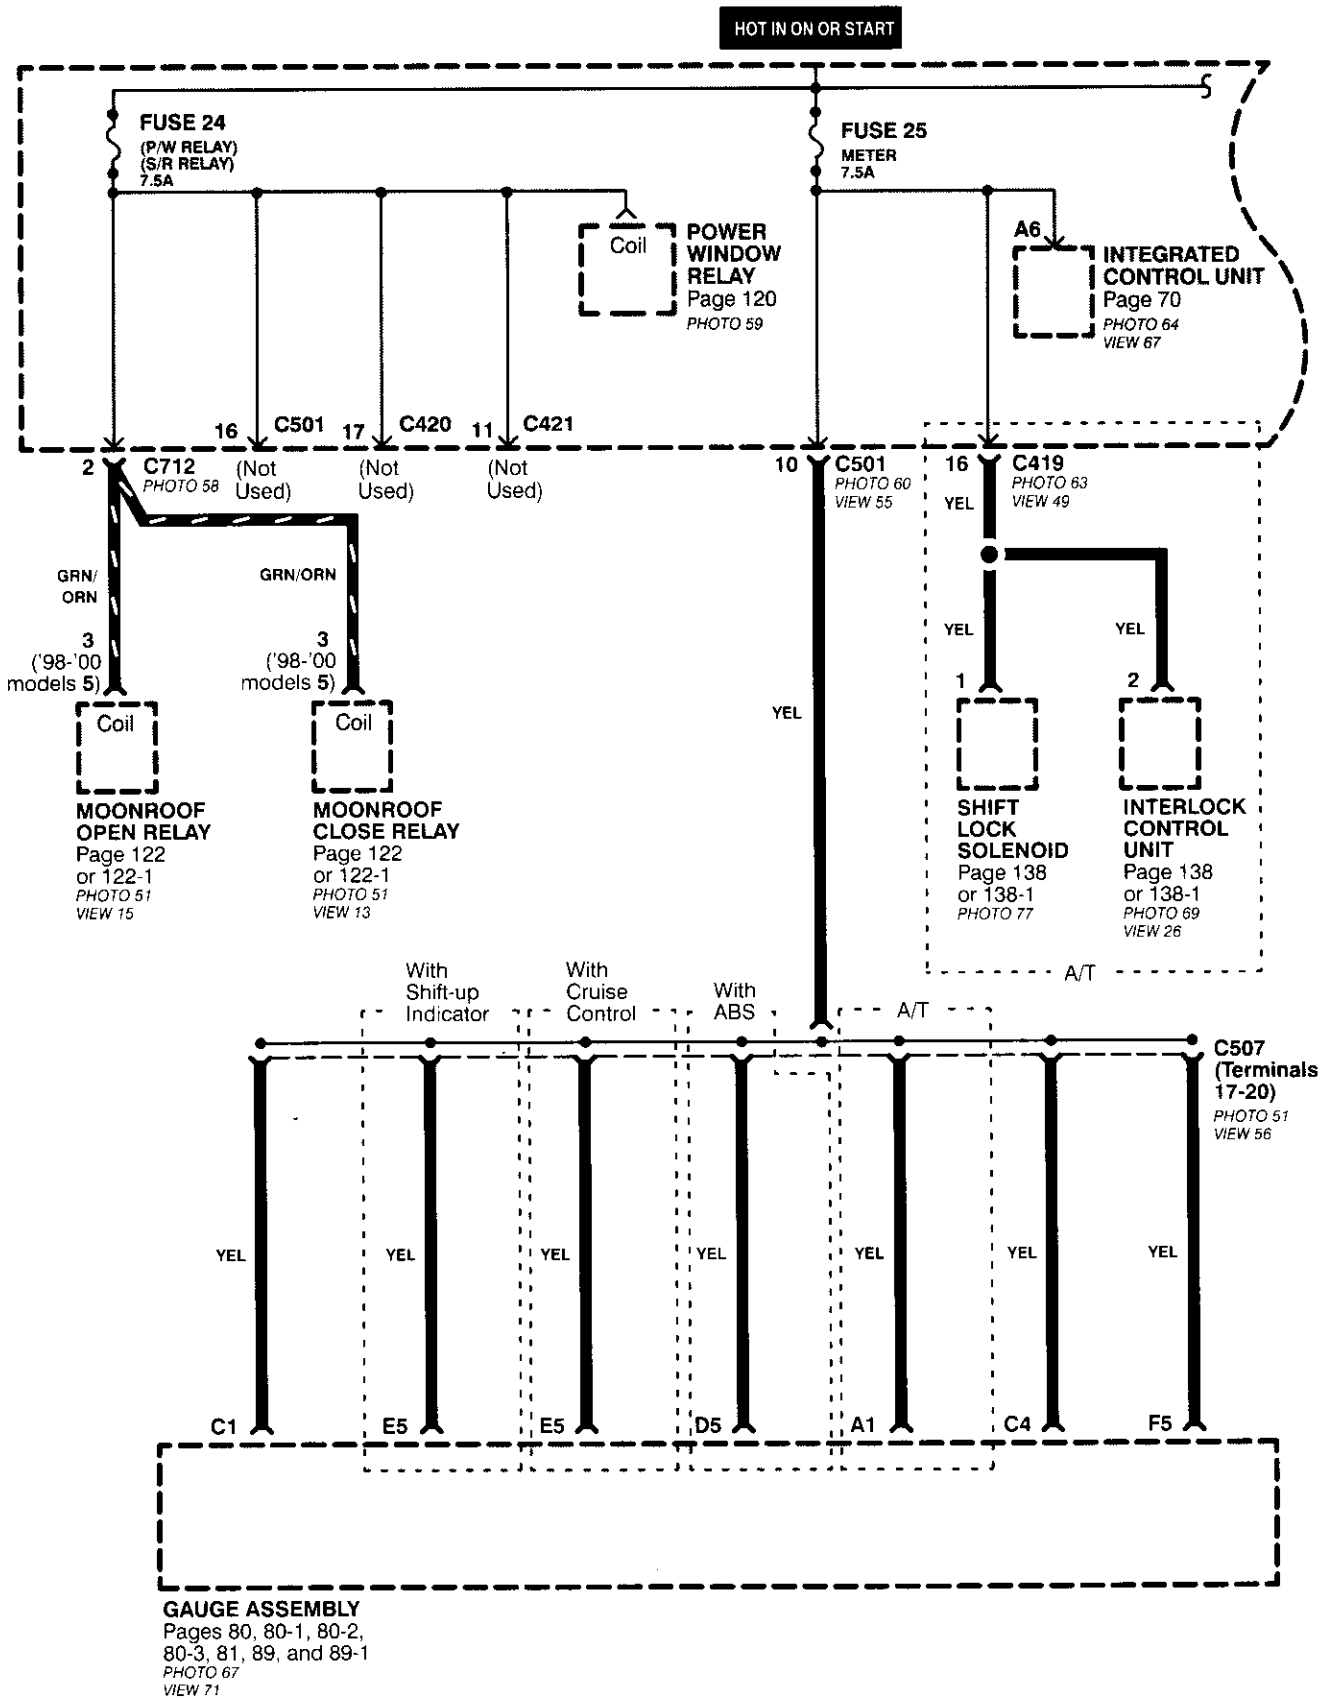 HOT IN ON OR START
FUSE 24
(P/W RELAY)
(S/R RELAY)
7.5A
FUSE 25
METER
7.5A
Coil
POWER
WINDOW
RELAY
Page 120
PHOTO 59
A6
INTEGRATED
CONTROL UNIT
Page 70
PHOTO 64
VIEW 67
2
C712
PHOTO 58
16
C501
(Not
Used)
17
C420
(Not
Used)
11
C421
(Not
Used)
10
C501
PHOTO 60
VIEW 55
16
C419
PHOTO 63
VIEW 49
YEL
GRN/
ORN
GRN/ORN
3
('98-'00
models 5)
3
('98-'00
models 5)
YEL
YEL
YEL
1
2
Coil
MOONROOF
OPEN RELAY
Page 122
or 122-1
PHOTO 51
VIEW 15
Coil
MOONROOF
CLOSE RELAY
Page 122
or 122-1
PHOTO 51
VIEW 13
SHIFT
LOCK
SOLENOID
Page 138
or 138-1
PHOTO 77
INTERLOCK
CONTROL
UNIT
Page 138
or 138-1
PHOTO 69
VIEW 26
A/T
With
Shift-up
Indicator
With
Cruise
Control
With
ABS
A/T
C507
(Terminals
17-20)
PHOTO 51
VIEW 56
YEL
YEL
YEL
YEL
YEL
YEL
YEL
C1
E5
E5
D5
A1
C4
F5
GAUGE ASSEMBLY
Pages 80, 80-1, 80-2,
80-3, 81, 89, and 89-1
PHOTO 67
VIEW 71